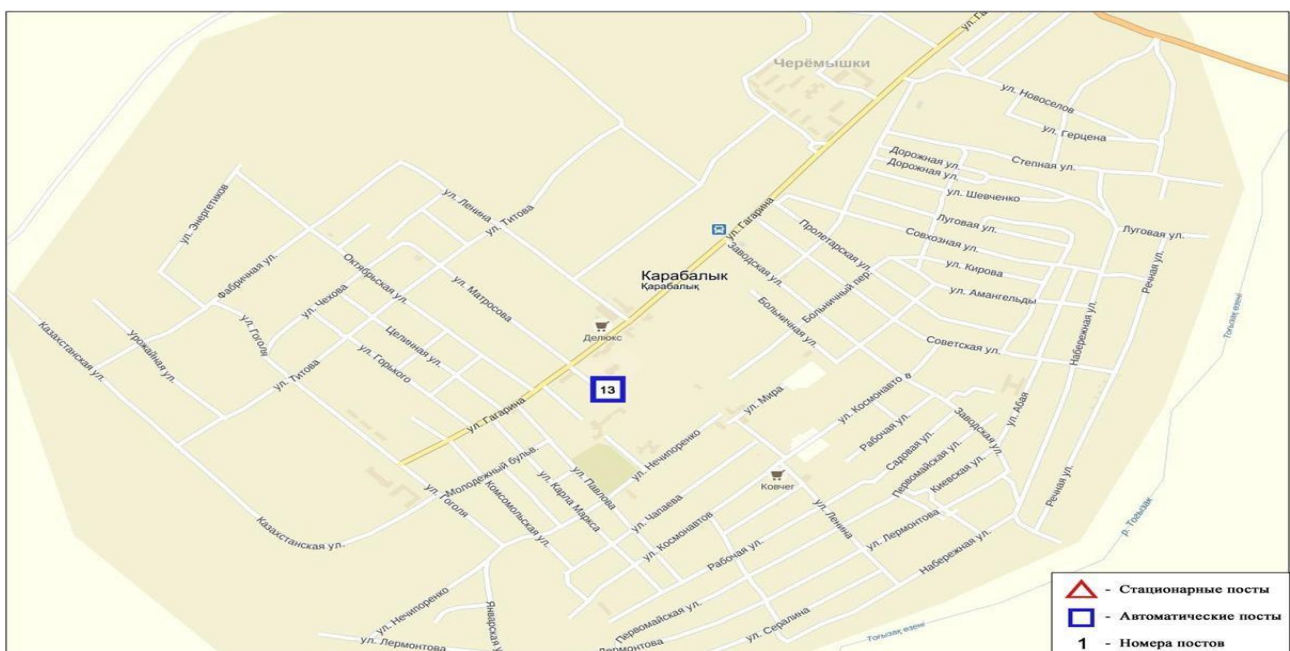 ул. Га
Черёмышки
ул. Новоселов
ул. Герцена
Дорожная ул.
Дорожная ул.
Степная ул.
ул. Энергетиков
ул. Ленина
ул. Титова
ул. Шевченко
ул. Гагарина
Пролетарская ул.
Луговая ул.
Луговая ул.
Совхозная ул.
Заводская ул.
Фабричная ул.
Октябрьская ул.
Карабалык
Қарабалық
ул. Кирова
Речная ул.
Больничный пер.
ул. Чехова
ул. Матросова
Больничная ул.
ул. Амангельды
Тоғызақ өзені
Казахстанская ул.
Урожайная ул.
ул. Гоголя
Целинная ул.
Делюкс
Советская ул.
Набережная ул.
ул. Титова
ул. Горького
13
ул. Мира
ул. Космонавто в
ул. Гагарина
Рабочая ул.
Заводская ул.
ул. Абая
Садовая ул.
Молодежный бульв.
ул. Нечипоренко
Первомайская ул.
Киевская ул.
ул. Павлова
Ковчег
Речная ул.
ул. Гоголя
Комсомольская ул.
ул. Карла Маркса
ул. Чапаева
ул. Ленина
р. Тогызак
Казахстанская ул.
ул. Космонавтов
Рабочая ул.
ул. Лермонтова
Набережная ул.
ул. Нечипоренко
Январская у
Первомайская ул.
ул. Сералина
Тоғызақ өзені
ул. Лермонтова
Лермонтова
- Стационарные посты
- Автоматические посты
1 - Номера постов